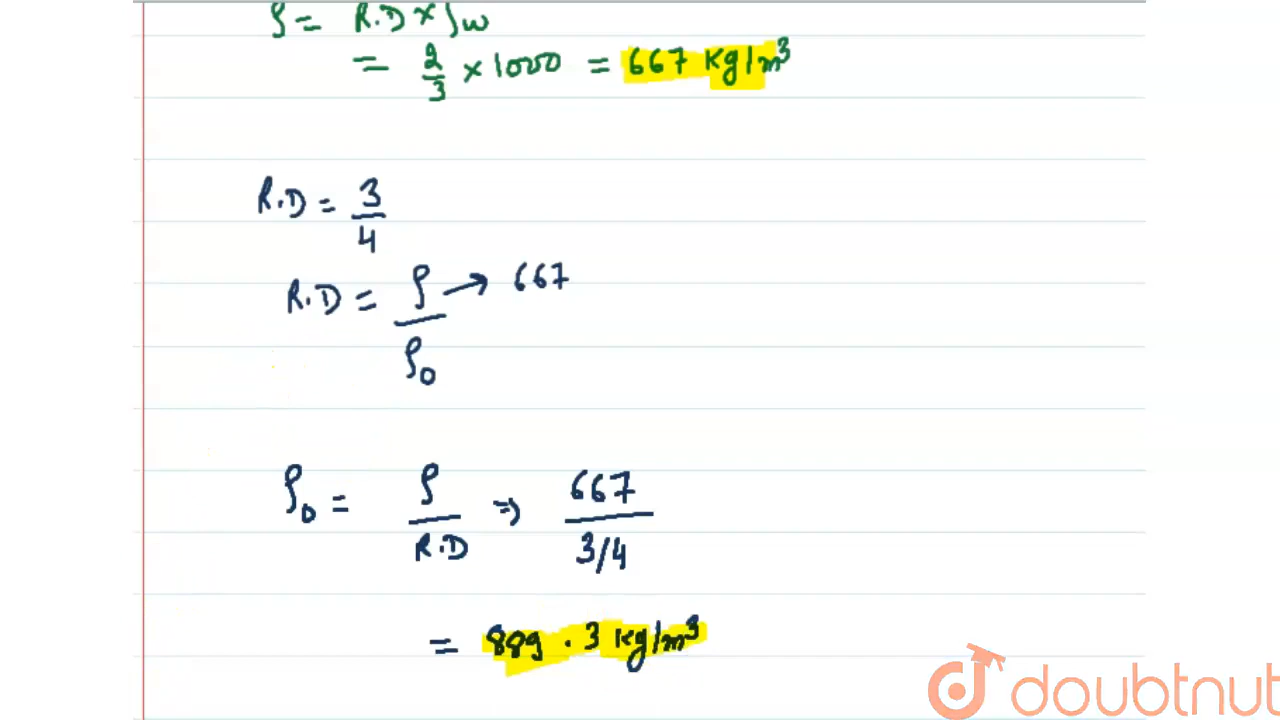 ρ = R.D × ρw
= 2/3 × 1000 = 667 Kg/m³
R.D = 3/4
R.D = ρ/ρ₀ → 667
ρ₀ = ρ/R.D ⇒ 667/(3/4)
= 889.3 kg/m³
doubtnut